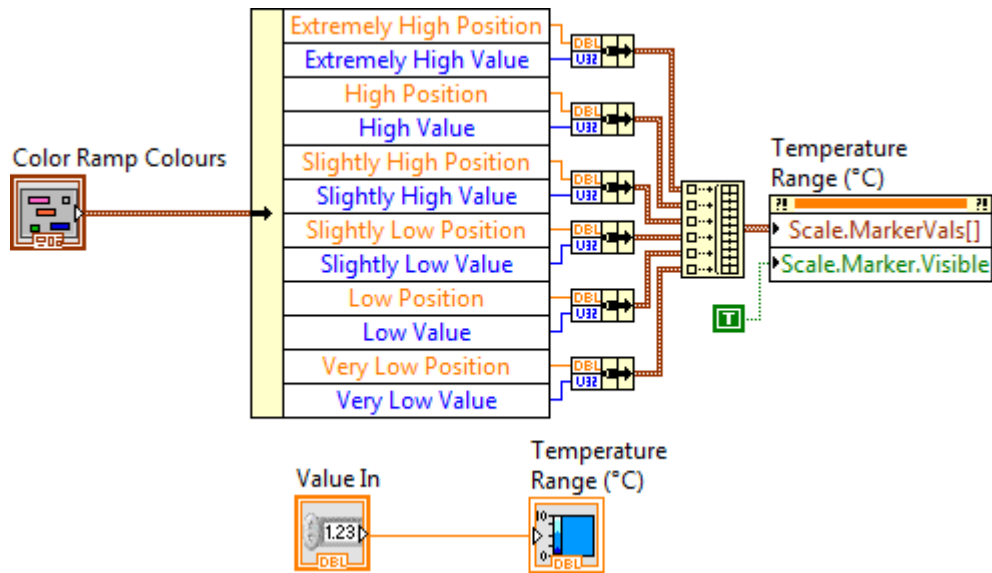 Color Ramp Colours
Extremely High Position
Extremely High Value
High Position
High Value
Slightly High Position
Slightly High Value
Slightly Low Position
Slightly Low Value
Low Position
Low Value
Very Low Position
Very Low Value
DBL
U32
DBL
U32
DBL
U32
DBL
U32
DBL
U32
DBL
U32
Temperature
Range (°C)
?! ?!
Scale.MarkerVals[]
Scale.Marker.Visible
T
Value In
1.23
DBL
Temperature
Range (°C)
10
0
DBL